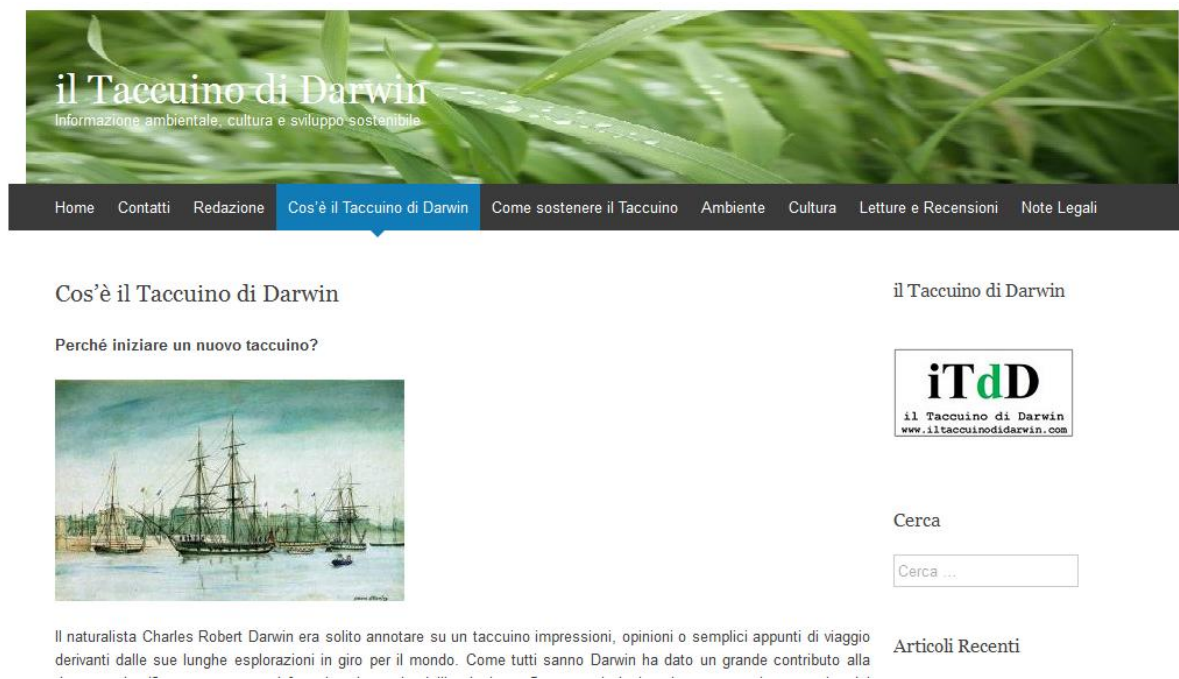 il Taccuino di Darwin
Informazione ambientale, cultura e sviluppo sostenibile
Home Contatti Redazione Cos'è il Taccuino di Darwin Come sostenere il Taccuino Ambiente Cultura Letture e Recensioni Note Legali
Cos'è il Taccuino di Darwin
Perché iniziare un nuovo taccuino?
Il naturalista Charles Robert Darwin era solito annotare su un taccuino impressioni, opinioni o semplici appunti di viaggio
derivanti dalle sue lunghe esplorazioni in giro per il mondo. Come tutti sanno Darwin ha dato un grande contributo alla
il Taccuino di Darwin
iTdD
il Taccuino di Darwin
www.iltaccuinodidarwin.com
Cerca
Cerca ...
Articoli Recenti